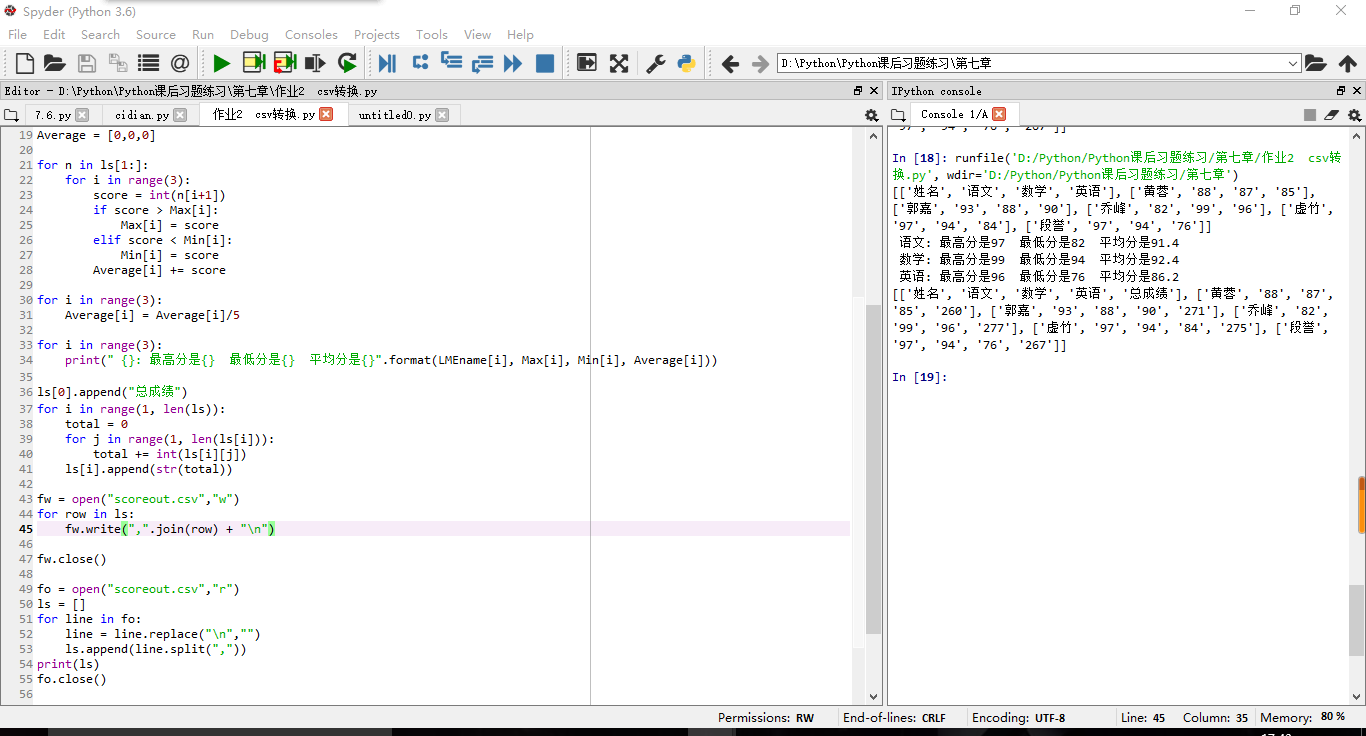 Spyder (Python 3.6)
File Edit Search Source Run Debug Consoles Projects Tools View Help
D:\Python\Python课后习题练习\第七章
Editor - D:\Python\Python课后习题练习\第七章\作业2  csv转换.py
7.6.py cidian.py 作业2  csv转换.py untitled0.py
19 Average = [0,0,0]
20
21 for n in ls[1:]:
22     for i in range(3):
23         score = int(n[i+1])
24         if score > Max[i]:
25             Max[i] = score
26         elif score < Min[i]:
27             Min[i] = score
28         Average[i] += score
29
30 for i in range(3):
31     Average[i] = Average[i]/5
32
33 for i in range(3):
34     print(" {}: 最高分是{}  最低分是{}  平均分是{}".format(LMEname[i], Max[i], Min[i], Average[i]))
35
36 ls[0].append("总成绩")
37 for i in range(1, len(ls)):
38     total = 0
39     for j in range(1, len(ls[i])):
40         total += int(ls[i][j])
41     ls[i].append(str(total))
42
43 fw = open("scoreout.csv","w")
44 for row in ls:
45     fw.write(",".join(row) + "\n")
46
47 fw.close()
48
49 fo = open("scoreout.csv","r")
50 ls = []
51 for line in fo:
52     line = line.replace("\n","")
53     ls.append(line.split(","))
54 print(ls)
55 fo.close()
56
IPython console
Console 1/A
'97', '94', '76', '267']]
In [18]: runfile('D:/Python/Python课后习题练习/第七章/作业2  csv转
换.py', wdir='D:/Python/Python课后习题练习/第七章')
[['姓名', '语文', '数学', '英语'], ['黄蓉', '88', '87', '85'],
['郭嘉', '93', '88', '90'], ['乔峰', '82', '99', '96'], ['虚竹',
'97', '94', '84'], ['段誉', '97', '94', '76']]
 语文: 最高分是97  最低分是82  平均分是91.4
 数学: 最高分是99  最低分是94  平均分是92.4
 英语: 最高分是96  最低分是76  平均分是86.2
[['姓名', '语文', '数学', '英语', '总成绩'], ['黄蓉', '88', '87',
'85', '260'], ['郭嘉', '93', '88', '90', '271'], ['乔峰', '82',
'99', '96', '277'], ['虚竹', '97', '94', '84', '275'], ['段誉',
'97', '94', '76', '267']]
In [19]:
Permissions: RW End-of-lines: CRLF Encoding: UTF-8 Line: 45 Column: 35 Memory: 80 %